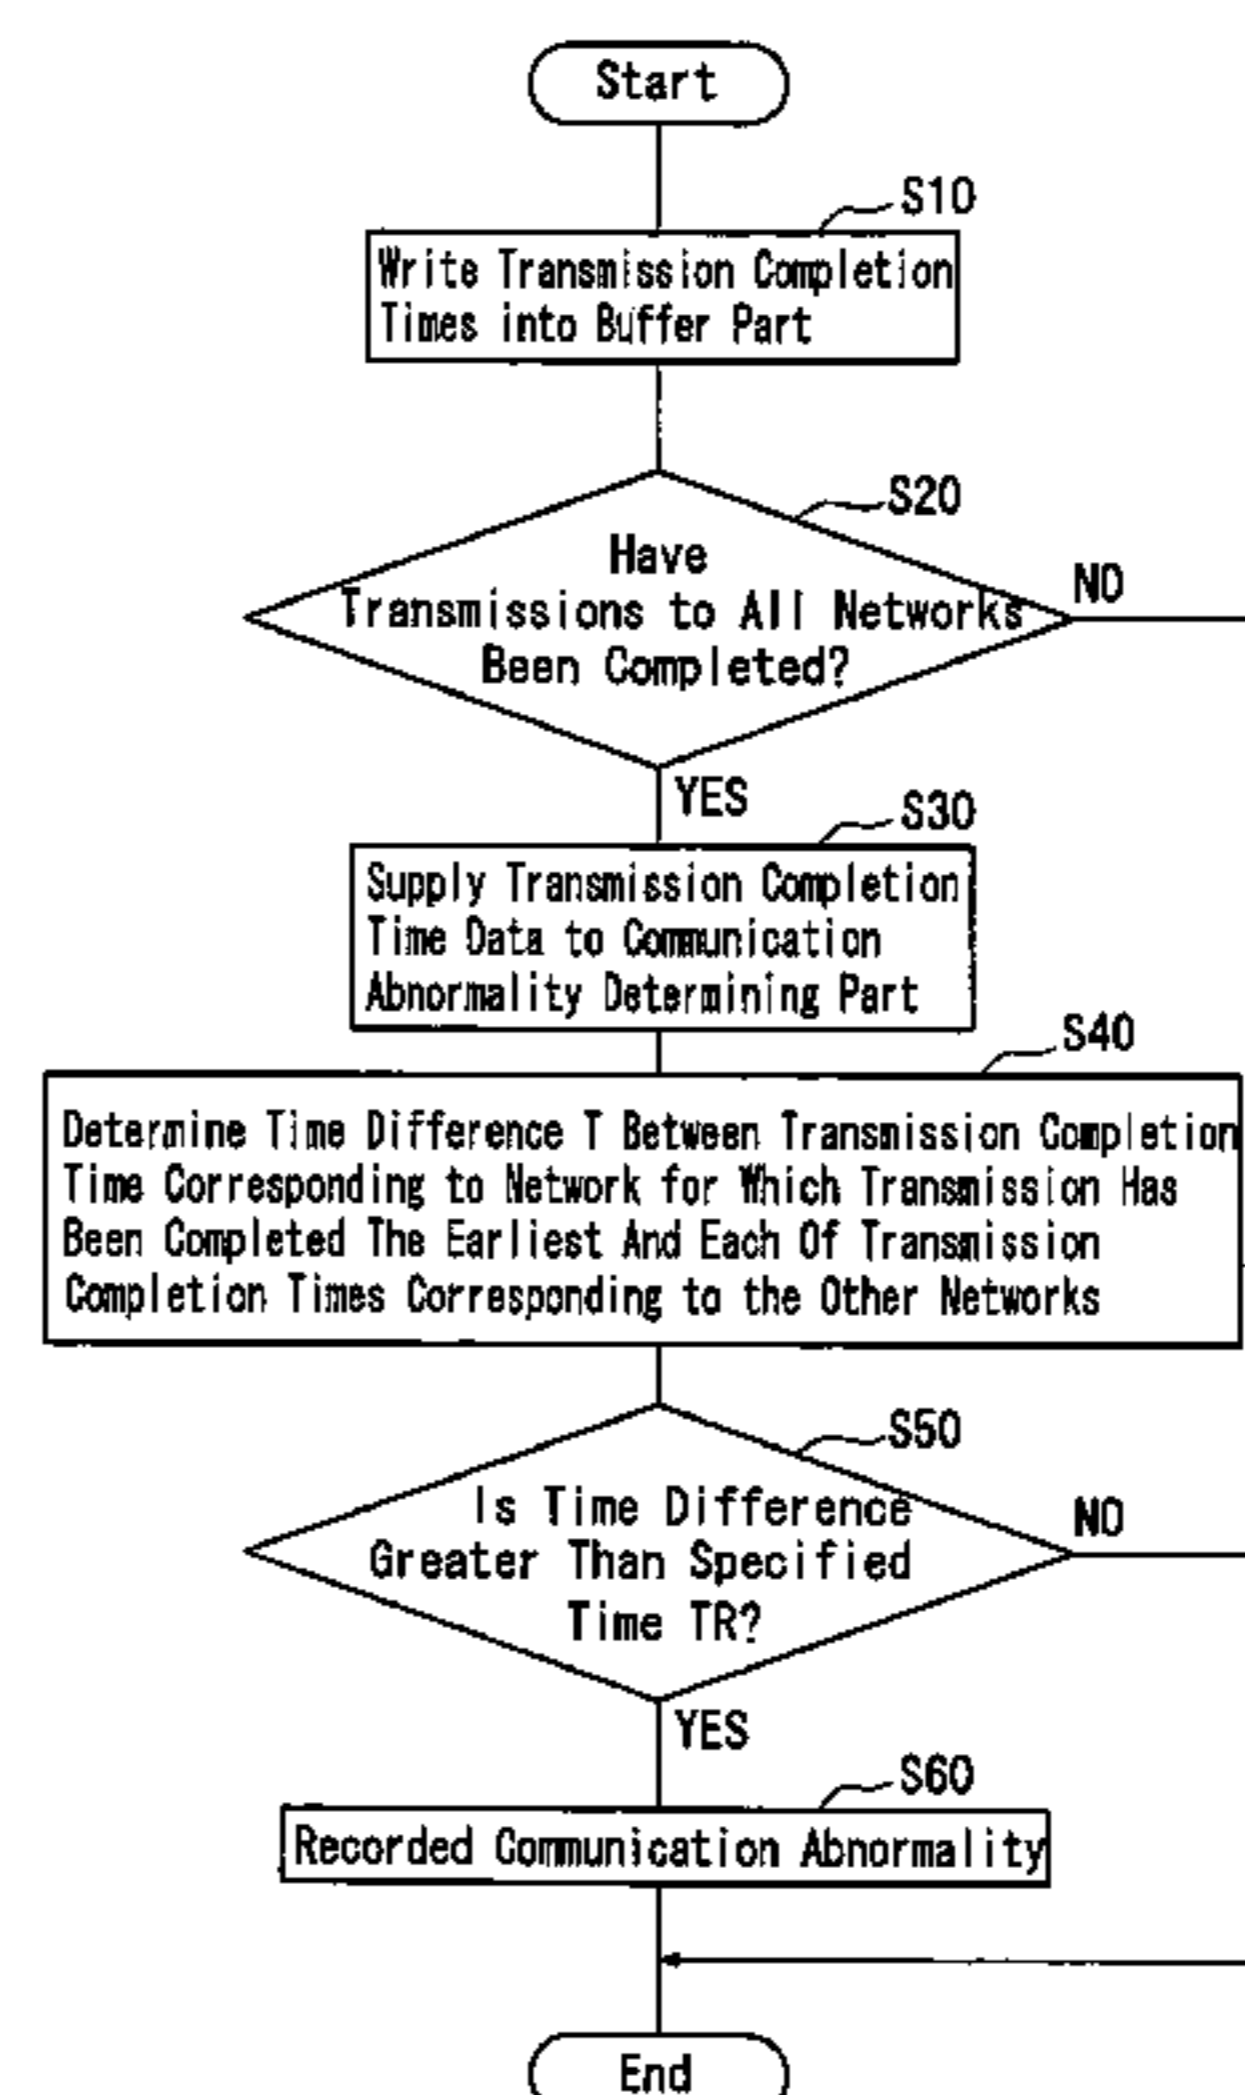 Start
S10
Write Transmission Completion
Times into Buffer Part
S20
Have
Transmissions to All Networks
Been Completed?
NO
YES
S30
Supply Transmission Completion
Time Data to Communication
Abnormality Determining Part
S40
Determine Time Difference T Between Transmission Completion
Time Corresponding to Network for Which Transmission Has
Been Completed The Earliest And Each Of Transmission
Completion Times Corresponding to the Other Networks
S50
Is Time Difference
Greater Than Specified
Time TR?
NO
YES
S60
Recorded Communication Abnormality
End